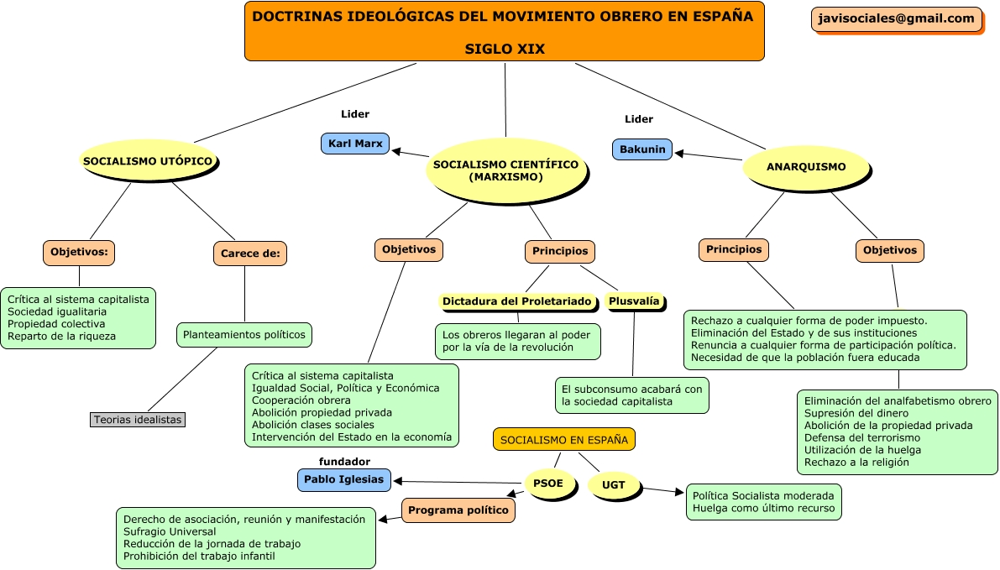 DOCTRINAS IDEOLÓGICAS DEL MOVIMIENTO OBRERO EN ESPAÑA
SIGLO XIX
javisociales@gmail.com
Lider
Karl Marx
Lider
Bakunin
SOCIALISMO UTÓPICO
SOCIALISMO CIENTÍFICO
(MARXISMO)
ANARQUISMO
Objetivos:
Carece de:
Crítica al sistema capitalista
Sociedad igualitaria
Propiedad colectiva
Reparto de la riqueza
Planteamientos políticos
Teorias idealistas
Objetivos
Principios
Dictadura del Proletariado
Plusvalía
Los obreros llegaran al poder
por la vía de la revolución
Crítica al sistema capitalista
Igualdad Social, Política y Económica
Cooperación obrera
Abolición propiedad privada
Abolición clases sociales
Intervención del Estado en la economía
El subconsumo acabará con
la sociedad capitalista
Principios
Objetivos
Rechazo a cualquier forma de poder impuesto.
Eliminación del Estado y de sus instituciones
Renuncia a cualquier forma de participación política.
Necesidad de que la población fuera educada
Eliminación del analfabetismo obrero
Supresión del dinero
Abolición de la propiedad privada
Defensa del terrorismo
Utilización de la huelga
Rechazo a la religión
SOCIALISMO EN ESPAÑA
fundador
Pablo Iglesias
PSOE
UGT
Programa político
Política Socialista moderada
Huelga como último recurso
Derecho de asociación, reunión y manifestación
Sufragio Universal
Reducción de la jornada de trabajo
Prohibición del trabajo infantil